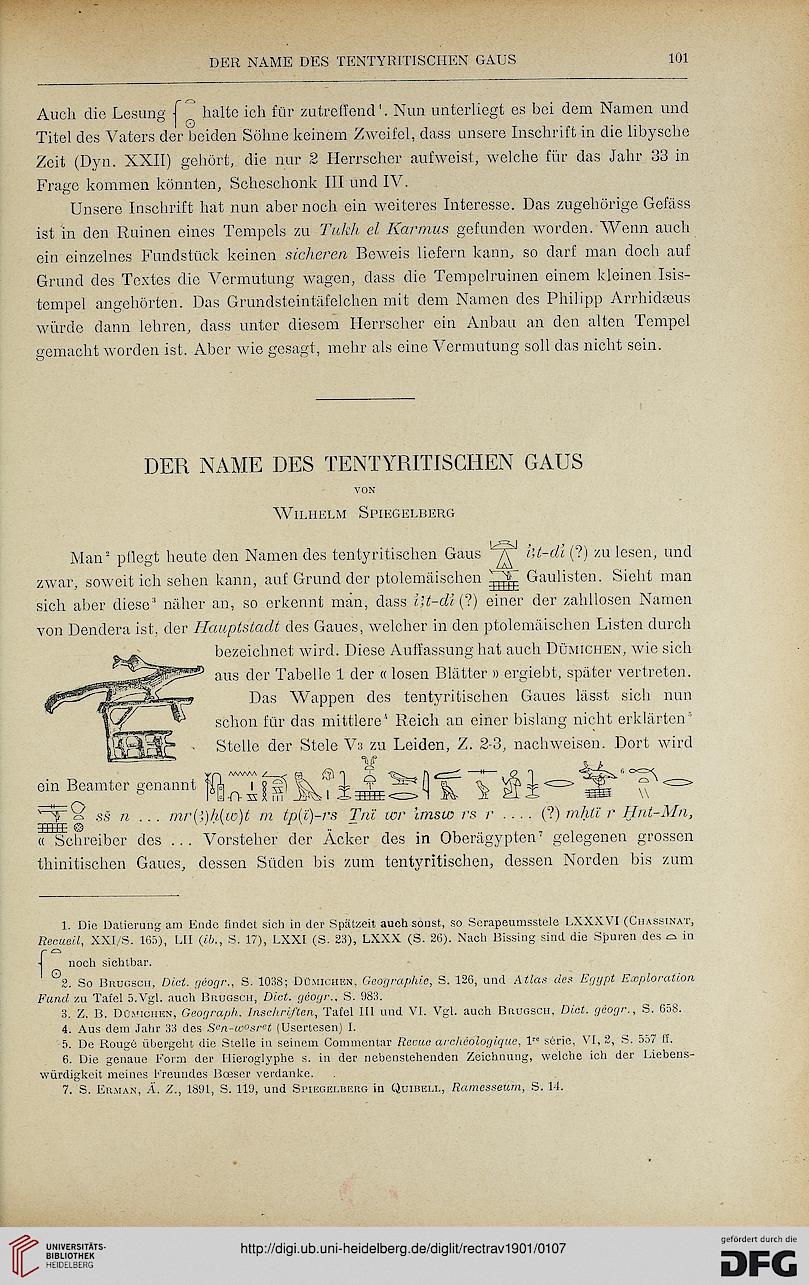 DER NAME DES TENTYRITISCHEN GAUS 101
Auch die Lesung halte ich für zutreffend¹. Nun unterliegt es bei dem Namen und
Titel des Vaters der beiden Söhne keinem Zweifel, dass unsere Inschrift in die libysche
Zeit (Dyn. XXII) gehört, die nur 2 Herrscher aufweist, welche für das Jahr 33 in
Frage kommen könnten, Scheschonk III und IV.
Unsere Inschrift hat nun aber noch ein weiteres Interesse. Das zugehörige Gefäss
ist in den Ruinen eines Tempels zu Tukh el Karmus gefunden worden. Wenn auch
ein einzelnes Fundstück keinen sicheren Beweis liefern kann, so darf man doch auf
Grund des Textes die Vermutung wagen, dass die Tempelruinen einem kleinen Isis-
tempel angehörten. Das Grundsteintäfelchen mit dem Namen des Philipp Arrhidæus
würde dann lehren, dass unter diesem Herrscher ein Anbau an den alten Tempel
gemacht worden ist. Aber wie gesagt, mehr als eine Vermutung soll das nicht sein.
DER NAME DES TENTYRITISCHEN GAUS
VON
WILHELM SPIEGELBERG
Man² pflegt heute den Namen des tentyritischen Gaus ỉꜣt-dỉ (?) zu lesen, und
zwar, soweit ich sehen kann, auf Grund der ptolemäischen Gaulisten. Sieht man
sich aber diese³ näher an, so erkennt man, dass ỉꜣt-dỉ (?) einer der zahllosen Namen
von Dendera ist, der Hauptstadt des Gaues, welcher in den ptolemäischen Listen durch
bezeichnet wird. Diese Auffassung hat auch DÜMICHEN, wie sich
aus der Tabelle 1 der « losen Blätter » ergiebt, später vertreten.
Das Wappen des tentyritischen Gaues lässt sich nun
schon für das mittlere⁴ Reich an einer bislang nicht erklärten⁵
Stelle der Stele V3 zu Leiden, Z. 2-3, nachweisen. Dort wird
ein Beamter genannt ⁶
sš n ... mr(ꜣ)ḥ(w)t m tp(ỉ)-rs Ṯnỉ wr ỉmsw rs r .... (?) mḥtỉ r Ḫnt-Mn,
« Schreiber des ... Vorsteher der Äcker des in Oberägypten⁷ gelegenen grossen
thinitischen Gaues, dessen Süden bis zum tentyritischen, dessen Norden bis zum
1. Die Datierung am Ende findet sich in der Spätzeit auch sonst, so Serapeumsstele LXXXVI (CHASSINAT,
Recueil, XXI/S. 165), LII (ib., S. 17), LXXI (S. 23), LXXX (S. 26). Nach Bissing sind die Spuren des in
noch sichtbar.
2. So BRUGSCH, Dict. géogr., S. 1038; DÜMICHEN, Geographie, S. 126, und Atlas des Egypt Exploration
Fund zu Tafel 5. Vgl. auch BRUGSCH, Dict. géogr., S. 983.
3. Z. B. DÜMICHEN, Geograph. Inschriften, Tafel III und VI. Vgl. auch BRUGSCH, Dict. géogr., S. 658.
4. Aus dem Jahr 33 des Sᵉn-wᵒsrᵉt (Usertesen) I.
5. De Rougé übergeht die Stelle in seinem Commentar Revue archéologique, 1ʳᵉ série, VI, 2, S. 557 ff.
6. Die genaue Form der Hieroglyphe s. in der nebenstehenden Zeichnung, welche ich der Liebens-
würdigkeit meines Freundes Bœser verdanke.
7. S. ERMAN, Ä. Z., 1891, S. 119, und SPIEGELBERG in QUIBELL, Ramesseum, S. 14.
UNIVERSITÄTS-
BIBLIOTHEK
HEIDELBERG
http://digi.ub.uni-heidelberg.de/diglit/rectrav1901/0107
gefördert durch die
DFG